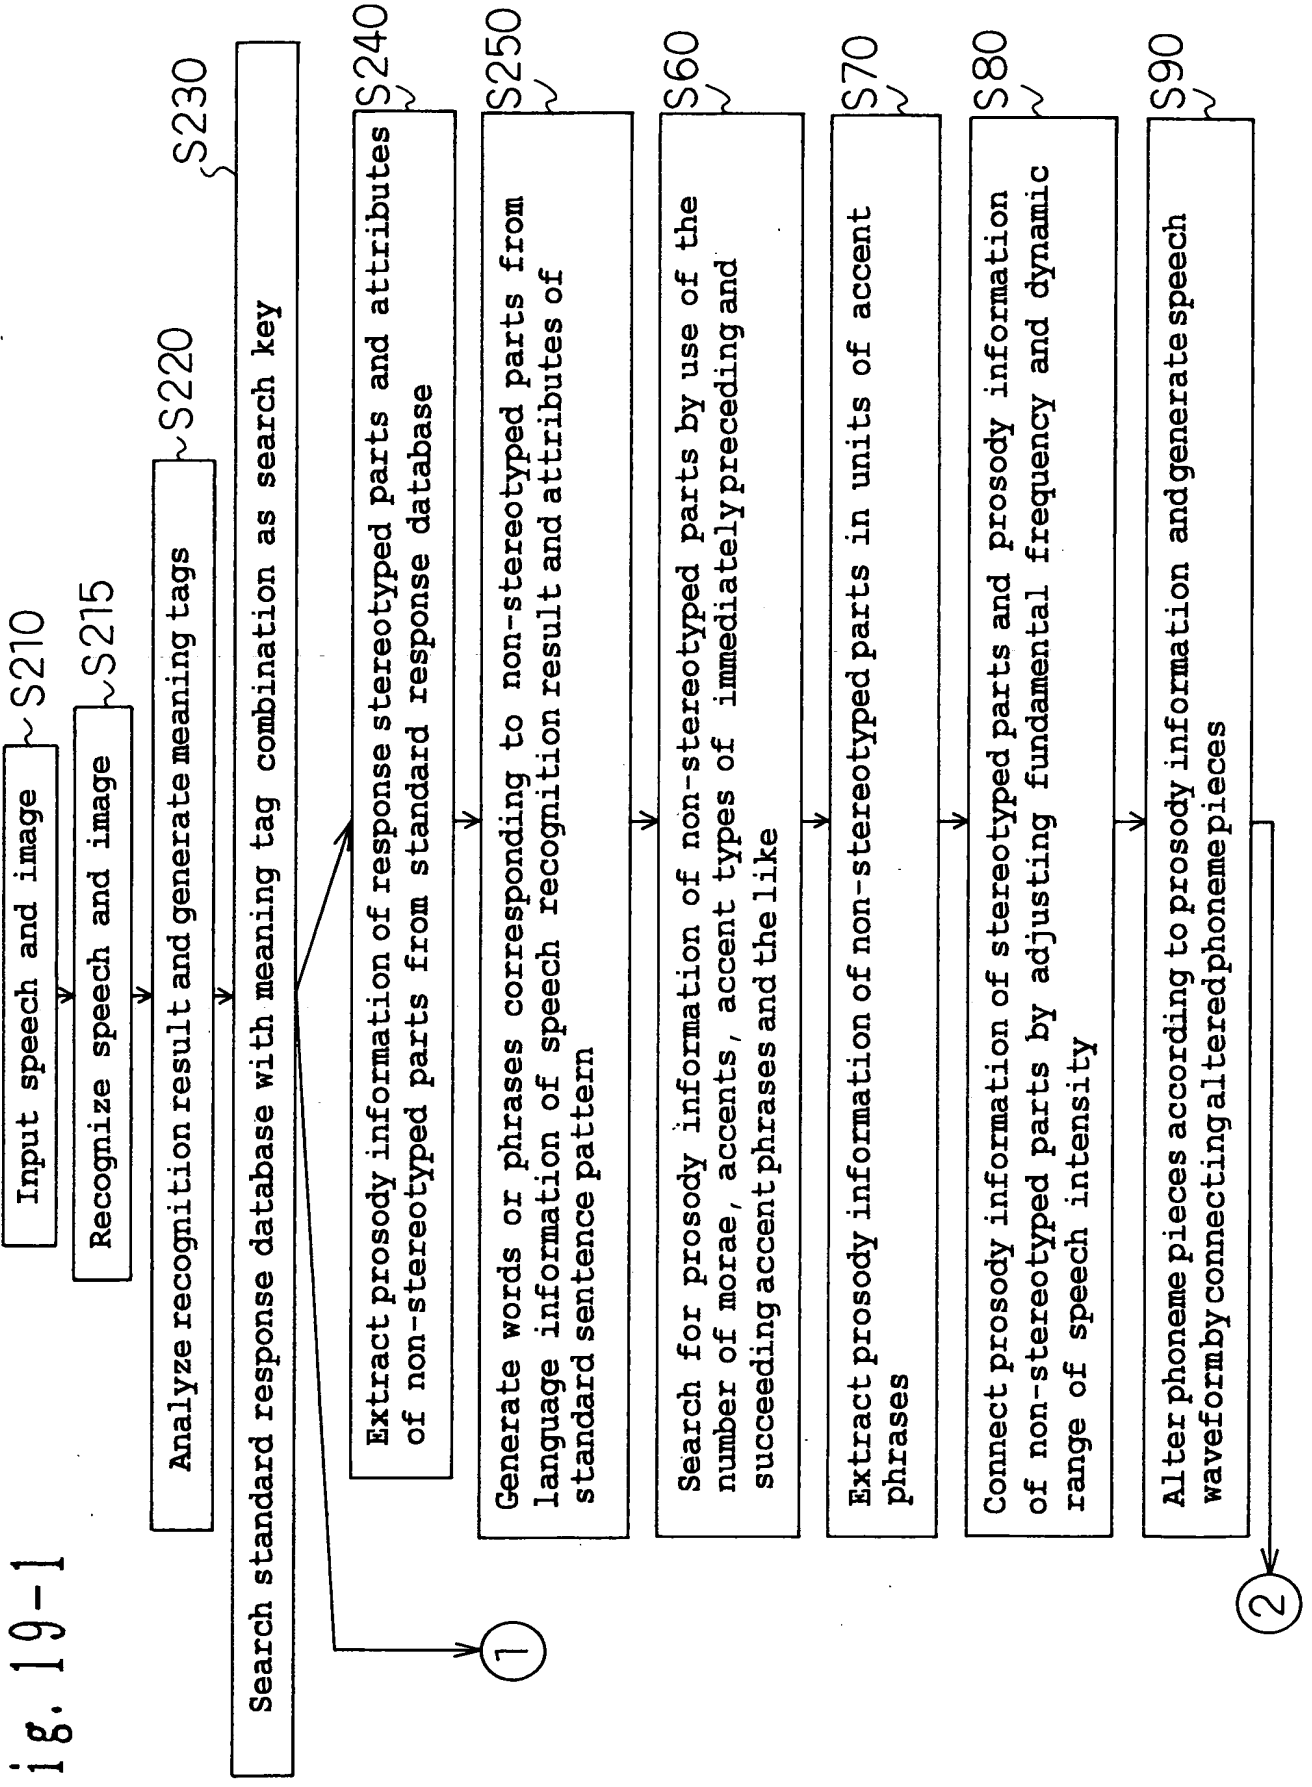 ig. 19-1
Input speech and image
S210
Recognize speech and image
S215
Analyze recognition result and generate meaning tags
S220
Search standard response database with meaning tag combination as search key
S230
Extract prosody information of response stereotyped parts and attributes
of non-stereotyped parts from standard response database
S240
Generate words or phrases corresponding to non-stereotyped parts from
language information of speech recognition result and attributes of
standard sentence pattern
S250
Search for prosody information of non-stereotyped parts by use of the
number of morae, accents, accent types of immediately preceding and
succeeding accent phrases and the like
S60
Extract prosody information of non-stereotyped parts in units of accent
phrases
S70
Connect prosody information of stereotyped parts and prosody information
of non-stereotyped parts by adjusting fundamental frequency and dynamic
range of speech intensity
S80
Alter phoneme pieces according to prosody information and generate speech
waveform by connecting altered phoneme pieces
S90
1
2